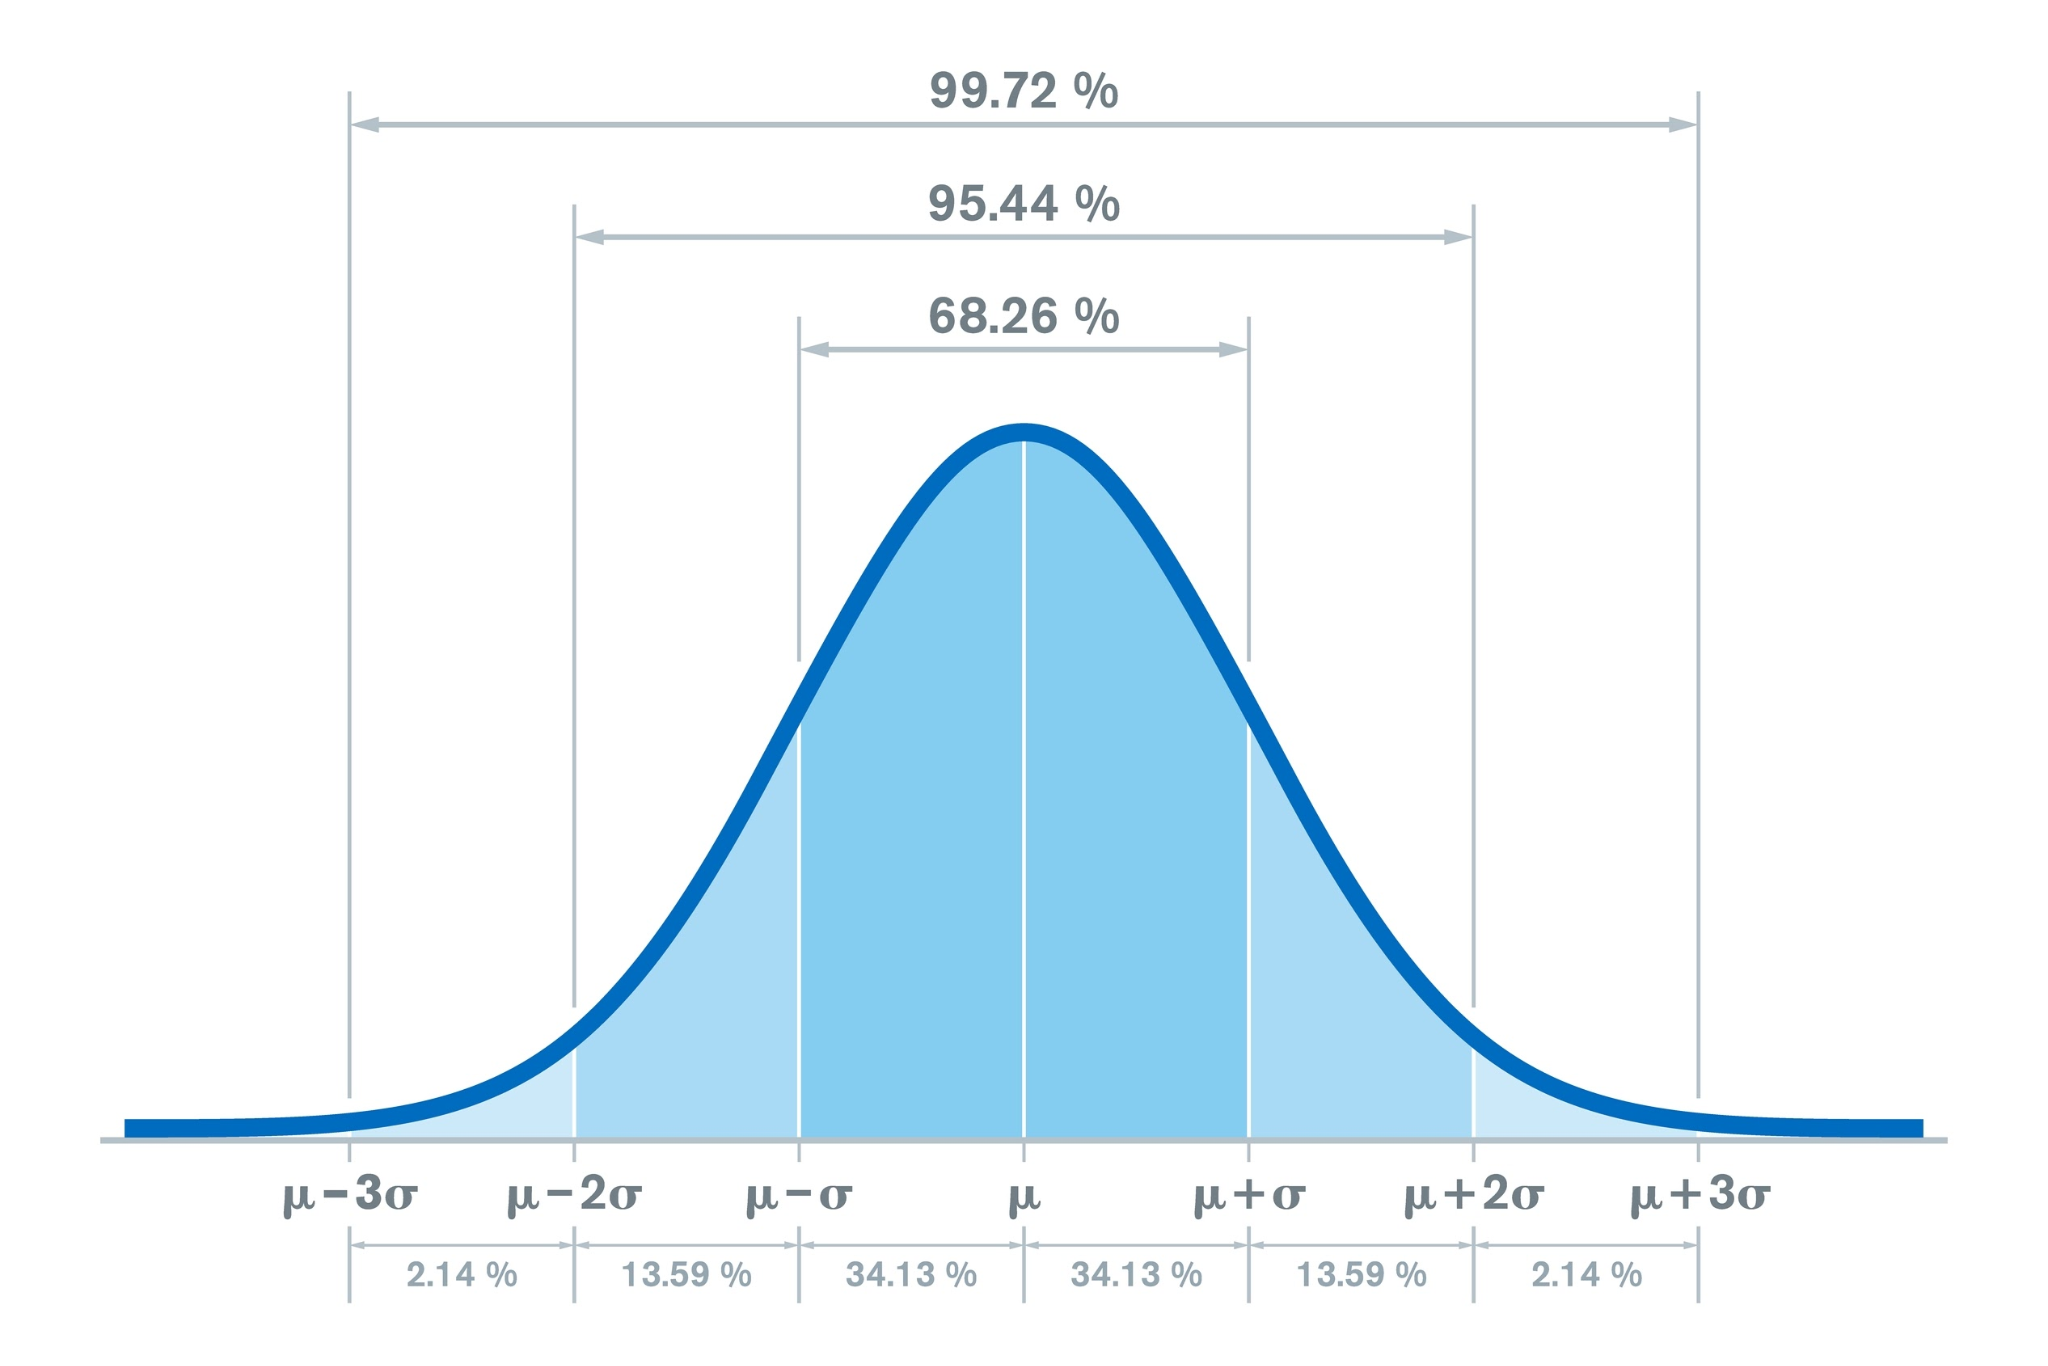 99.72 %
95.44 %
68.26 %
μ−3σ μ−2σ μ−σ μ μ+σ μ+2σ μ+3σ
2.14 % 13.59 % 34.13 % 34.13 % 13.59 % 2.14 %